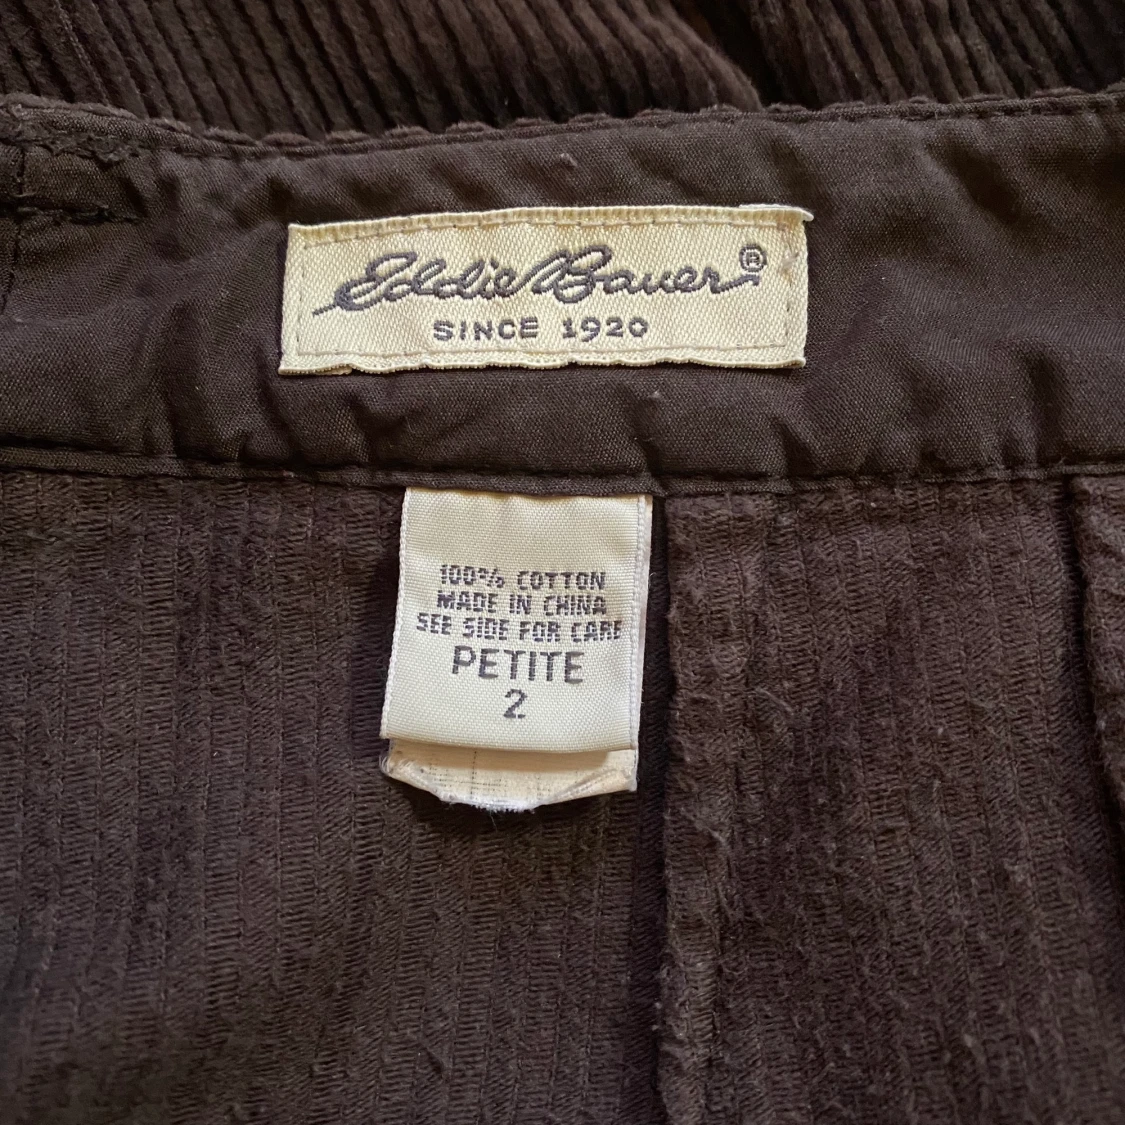 Eddie Bauer®
SINCE 1920
100% COTTON
MADE IN CHINA
SEE SIDE FOR CARE
PETITE
2